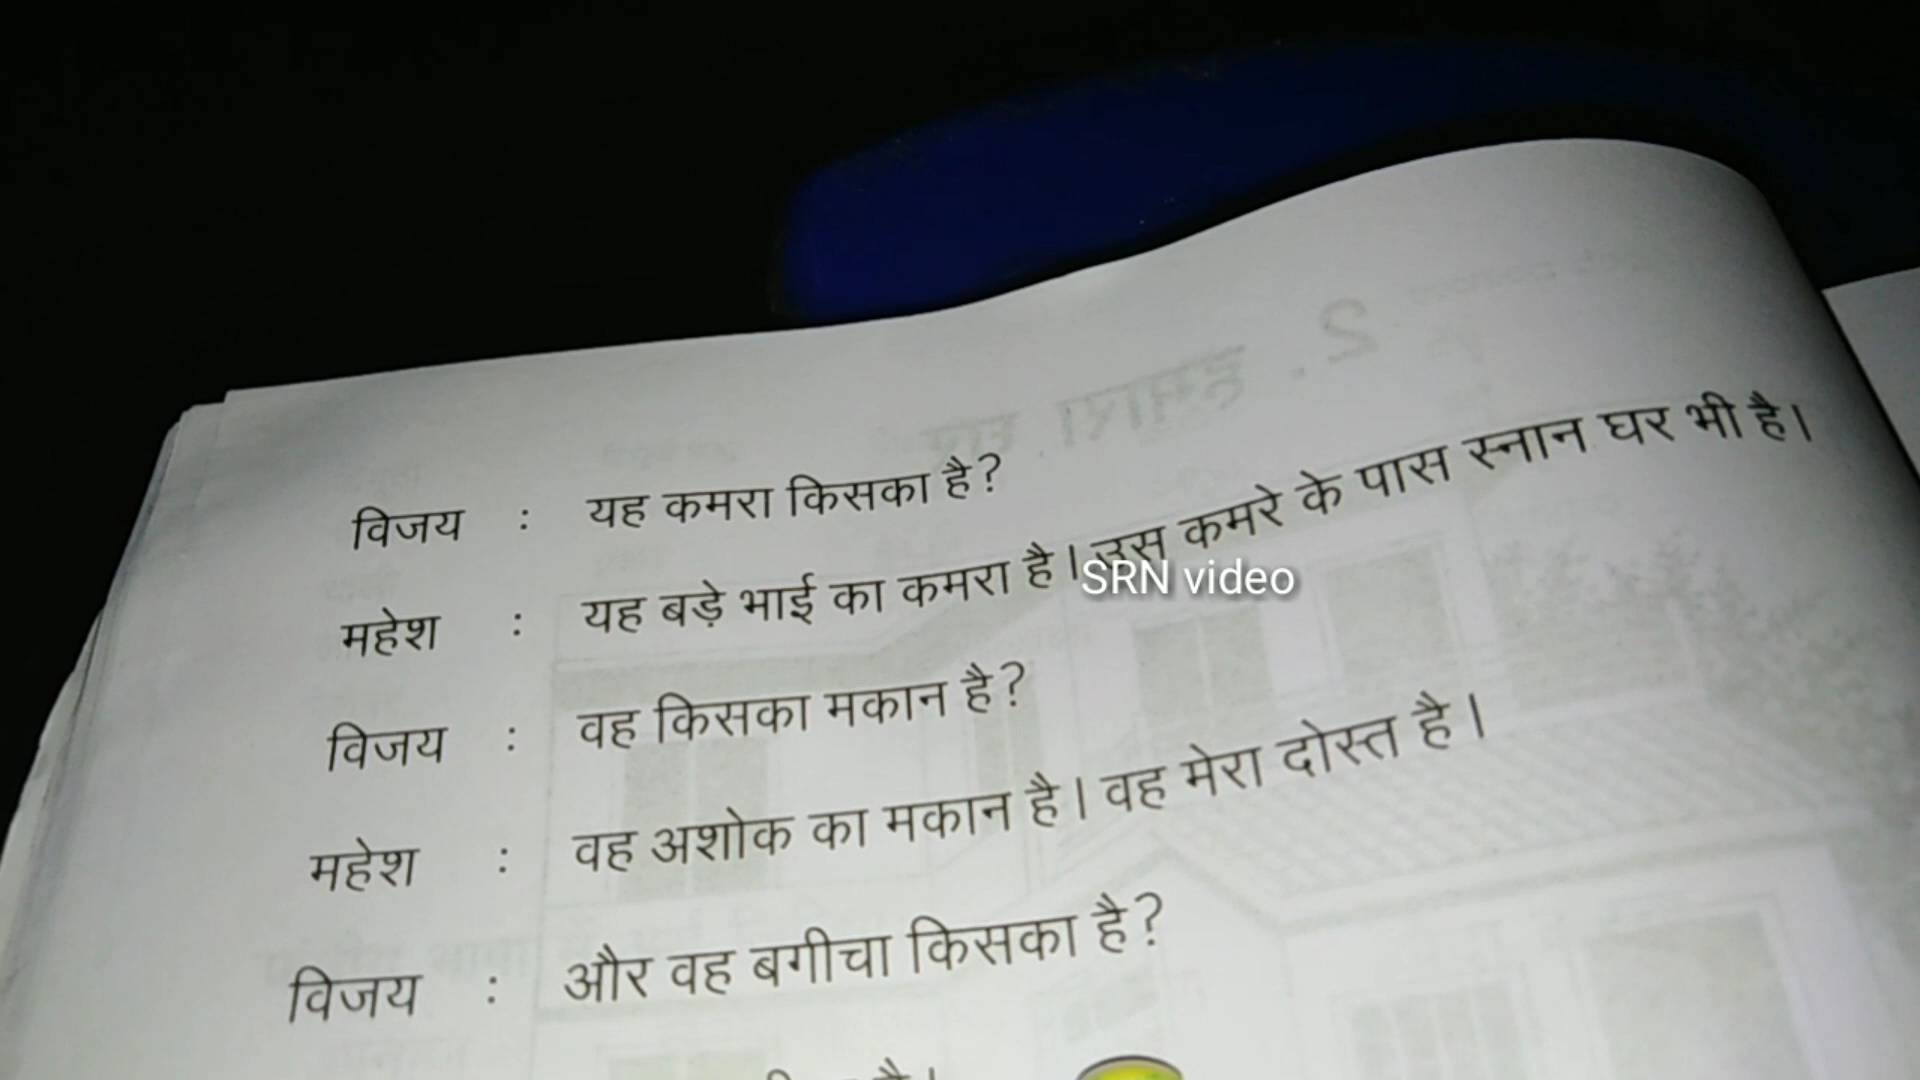 विजय : यह कमरा किसका है?
महेश : यह बड़े भाई का कमरा है। उस कमरे के पास स्नान घर भी है।
SRN video
विजय : वह किसका मकान है?
महेश : वह अशोक का मकान है। वह मेरा दोस्त है।
विजय : और वह बगीचा किसका है?
है।